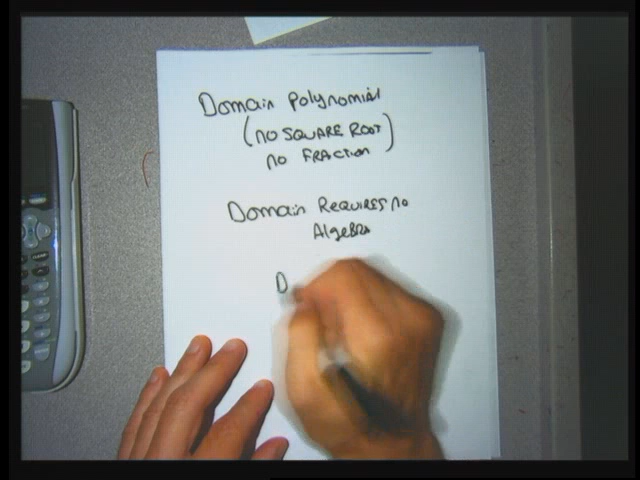 Domain Polynomial
(NO SQUARE ROOT)
NO FRACTION
Domain REQUIRES NO
Algebra
D